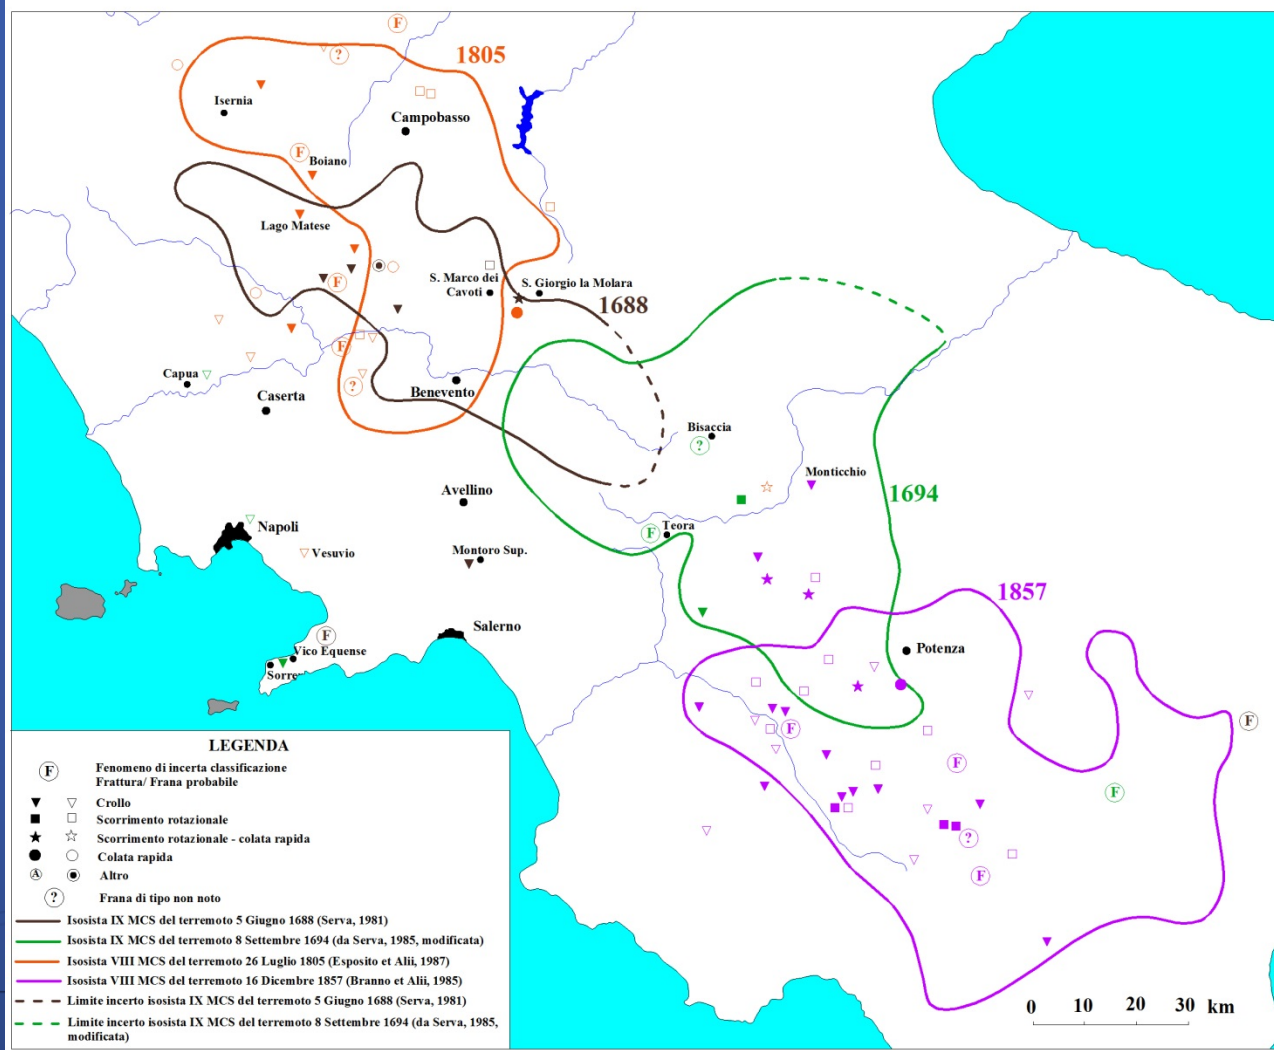 F
1805
?
Isernia
Campobasso
F
Boiano
Lago Matese
F
S. Marco dei
Cavoti
S. Giorgio la Molara
1688
F
Capua
?
Benevento
Caserta
Bisaccia
?
Monticchio
1694
Avellino
Napoli
F
Teora
Vesuvio
Montoro Sup.
1857
F
Salerno
Vico Equense
Sorre
Potenza
F
F
F
F
?
F
LEGENDA
F Fenomeno di incerta classificazione
Frattura/ Frana probabile
Crollo
Scorrimento rotazionale
Scorrimento rotazionale - colata rapida
Colata rapida
A Altro
? Frana di tipo non noto
Isosista IX MCS del terremoto 5 Giugno 1688 (Serva, 1981)
Isosista IX MCS del terremoto 8 Settembre 1694 (da Serva, 1985, modificata)
Isosista VIII MCS del terremoto 26 Luglio 1805 (Esposito et Alii, 1987)
Isosista VIII MCS del terremoto 16 Dicembre 1857 (Branno et Alii, 1985)
Limite incerto isosista IX MCS del terremoto 5 Giugno 1688 (Serva, 1981)
Limite incerto isosista IX MCS del terremoto 8 Settembre 1694 (da Serva, 1985,
modificata)
0 10 20 30 km